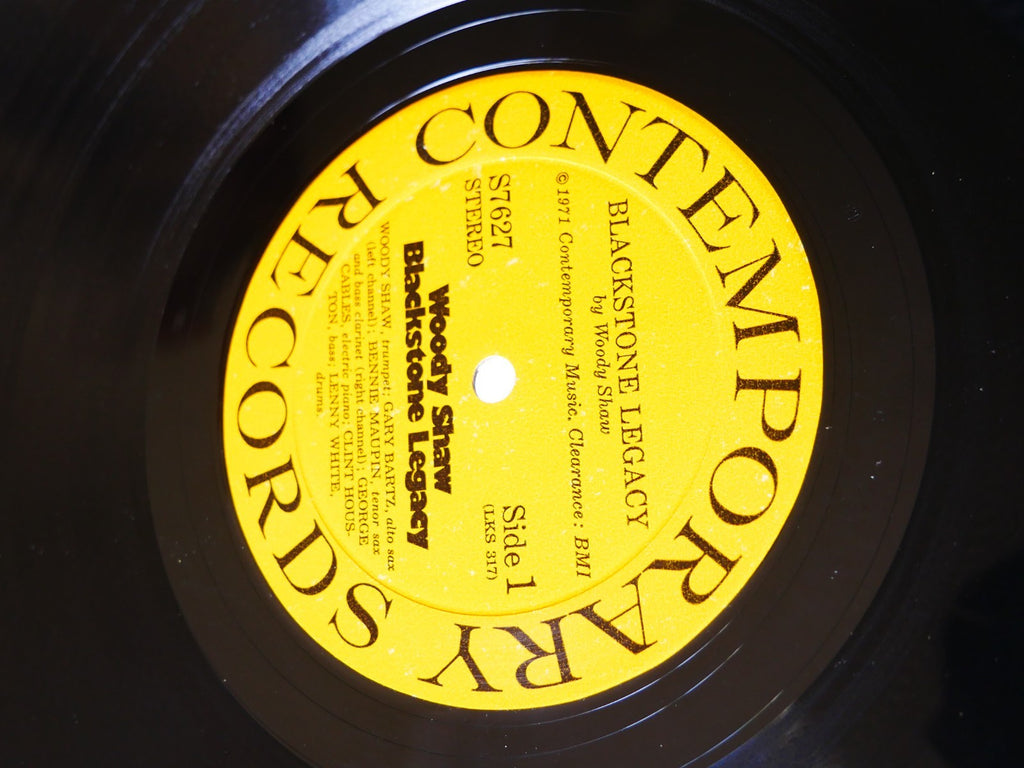 CONTEMPORARY
BLACKSTONE LEGACY
by Woody Shaw
© 1971 Contemporary Music. Clearance: BMI
S7627
STEREO
Side 1
(LKS 317)
Woody Shaw
Blackstone Legacy
WOODY SHAW, trumpet; GARY BARTZ, alto sax
(left channel); BENNIE MAUPIN, tenor sax
and bass clarinet (right channel); GEORGE
CABLES, electric piano; CLINT HOUS-
TON, bass; LENNY WHITE,
drums.
RECORDS